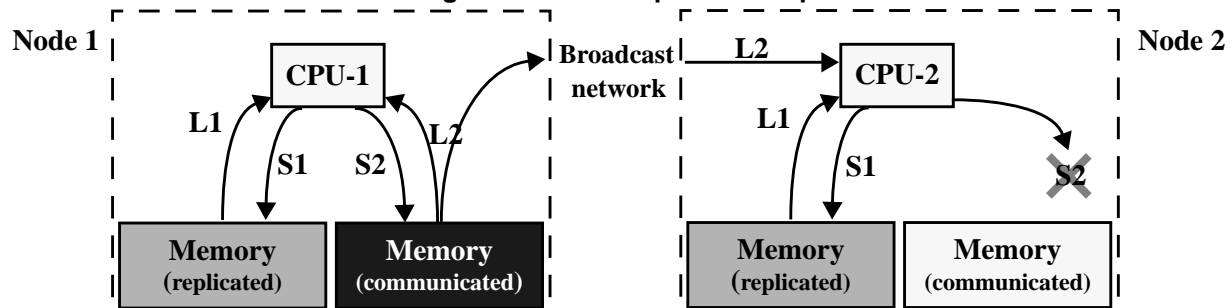 Node 1
CPU-1
L1
S1
S2
L2
Memory
(replicated)
Memory
(communicated)
Broadcast
network
L2
Node 2
CPU-2
L1
S1
S2
Memory
(replicated)
Memory
(communicated)